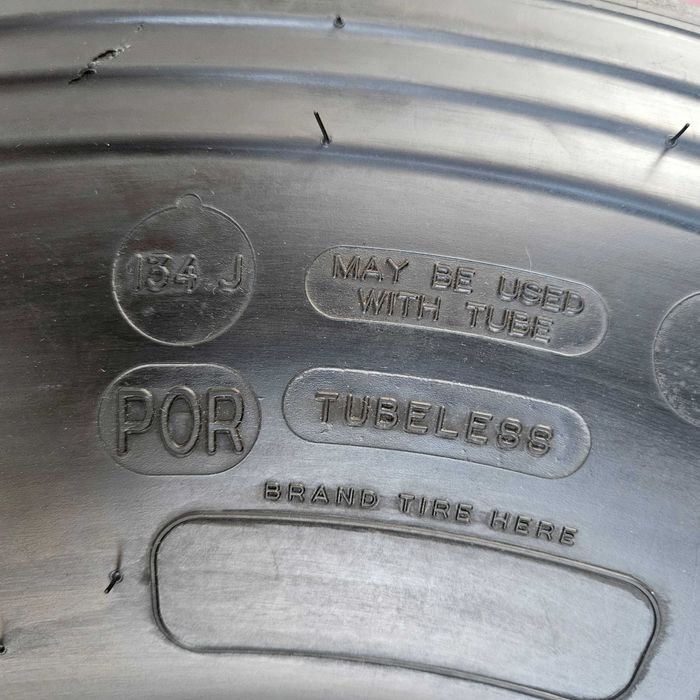 134 J
MAY BE USED
WITH TUBE
POR
TUBELESS
BRAND TIRE HERE